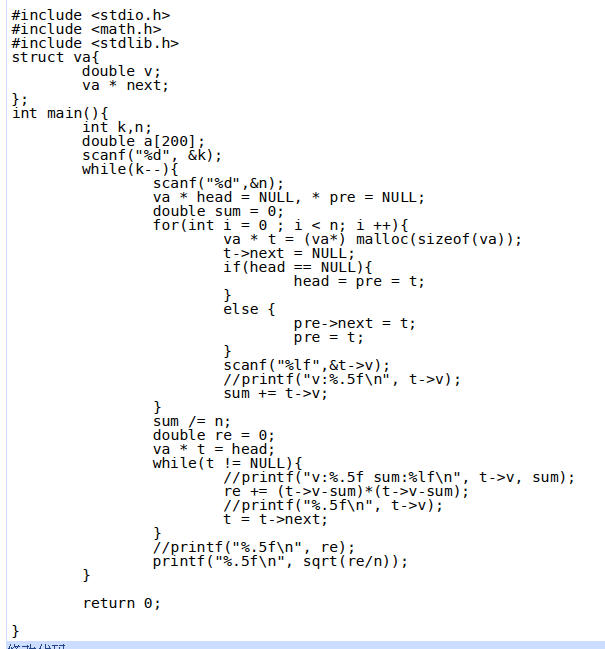 #include <stdio.h>
#include <math.h>
#include <stdlib.h>
struct va{
        double v;
        va * next;
};
int main(){
        int k,n;
        double a[200];
        scanf("%d", &k);
        while(k--){
                scanf("%d",&n);
                va * head = NULL, * pre = NULL;
                double sum = 0;
                for(int i = 0 ; i < n; i ++){
                        va * t = (va*) malloc(sizeof(va));
                        t->next = NULL;
                        if(head == NULL){
                                head = pre = t;
                        }
                        else {
                                pre->next = t;
                                pre = t;
                        }
                        scanf("%lf",&t->v);
                        //printf("v:%.5f\n", t->v);
                        sum += t->v;
                }
                sum /= n;
                double re = 0;
                va * t = head;
                while(t != NULL){
                        //printf("v:%.5f sum:%lf\n", t->v, sum);
                        re += (t->v-sum)*(t->v-sum);
                        //printf("%.5f\n", t->v);
                        t = t->next;
                }
                //printf("%.5f\n", re);
                printf("%.5f\n", sqrt(re/n));
        }

        return 0;

}